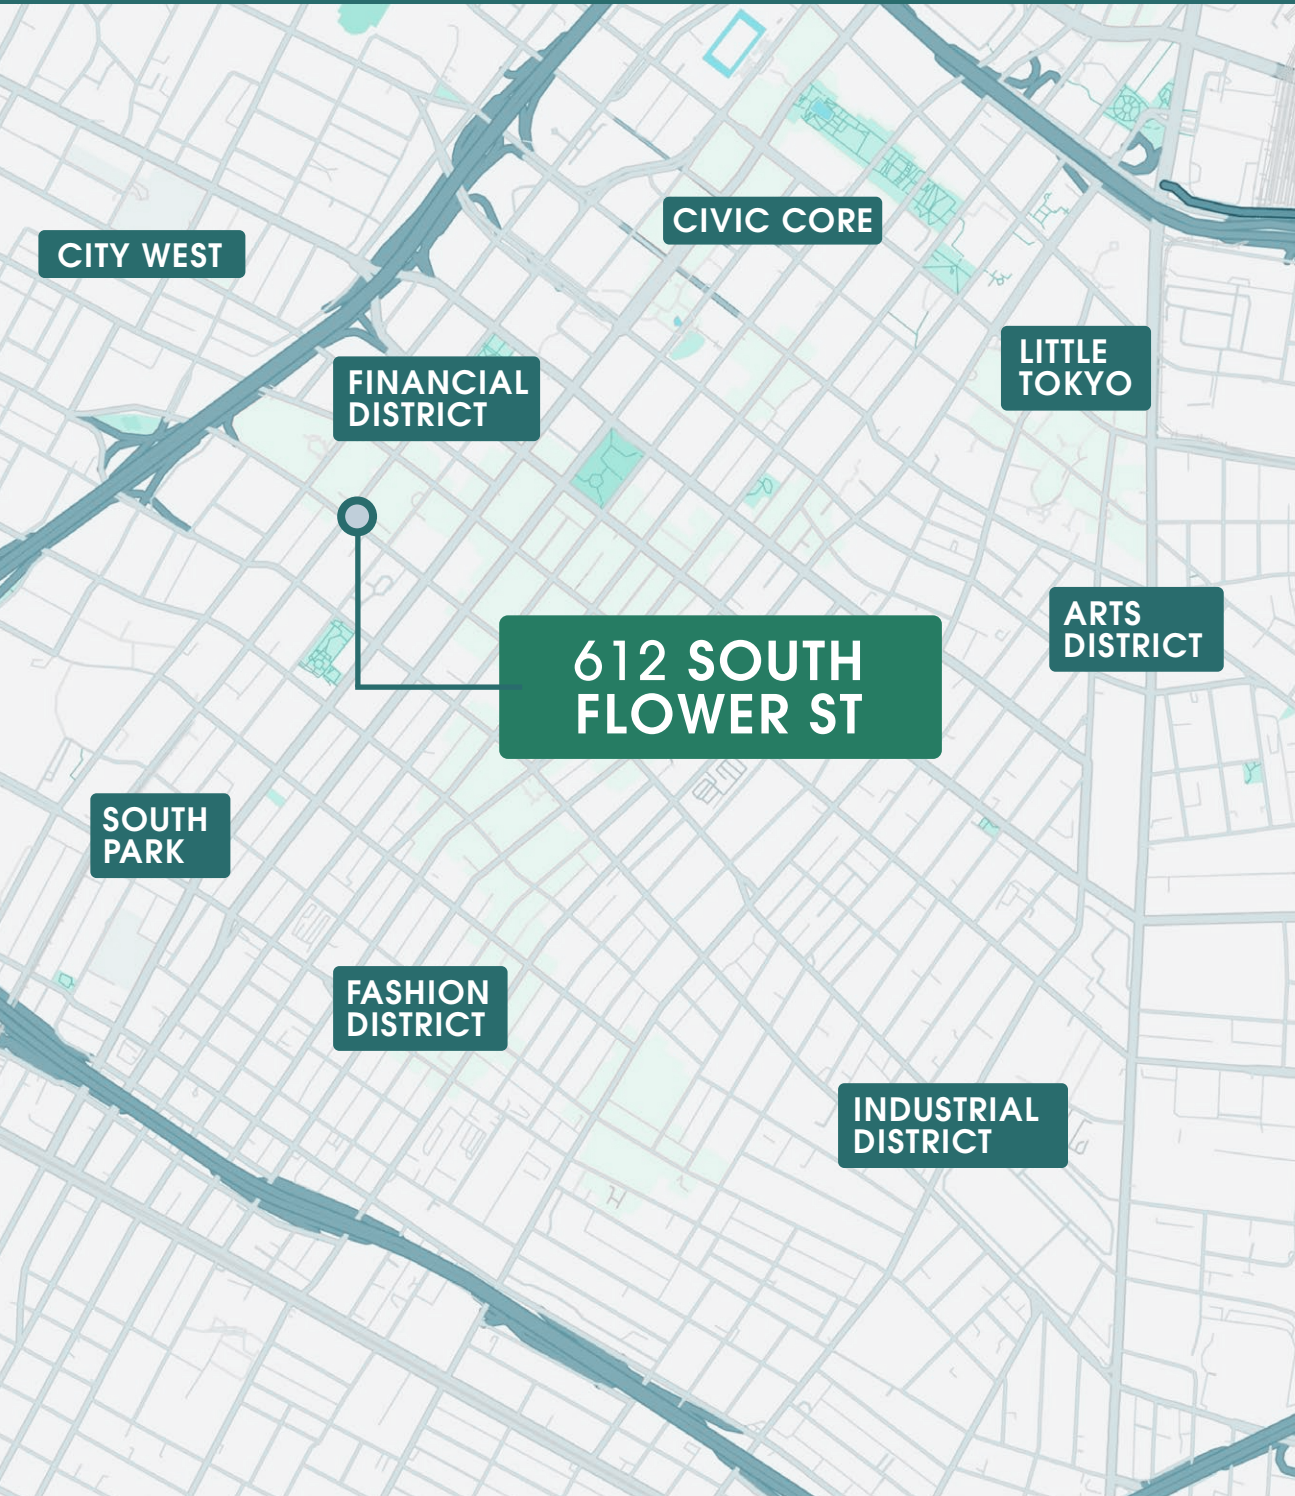 CIVIC CORE
CITY WEST
LITTLE
TOKYO
FINANCIAL
DISTRICT
ARTS
DISTRICT
612 SOUTH
FLOWER ST
SOUTH
PARK
FASHION
DISTRICT
INDUSTRIAL
DISTRICT